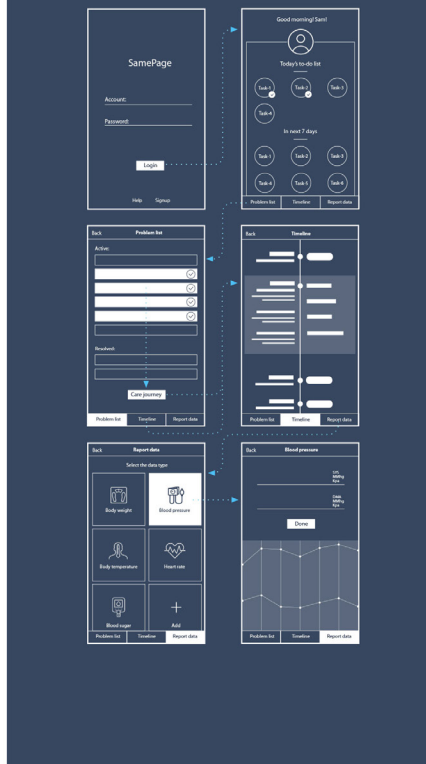 SamePage
Account:
Password:
Login
Help Signup
Good morning! Sam!
Today's to-do list
Task-1 Task-2 Task-3
Task-4
In next 7 days
Task 1 Task-2 Task-3
Task-4 Task-5 Task-6
Problem list Timeline Report data
Back Problem list
Active:
Resolved:
Care journey
Problem list Timeline Report data
Back Timeline
Problem list Timeline Report data
Back Report data
Select the data type
Body weight Blood pressure
Body temperature Heart rate
Blood sugar Add
Problem list Timeline Report data
Back Blood pressure
MMHg
Kpa
MMHg
Kpa
Done
Problem list Timeline Report data